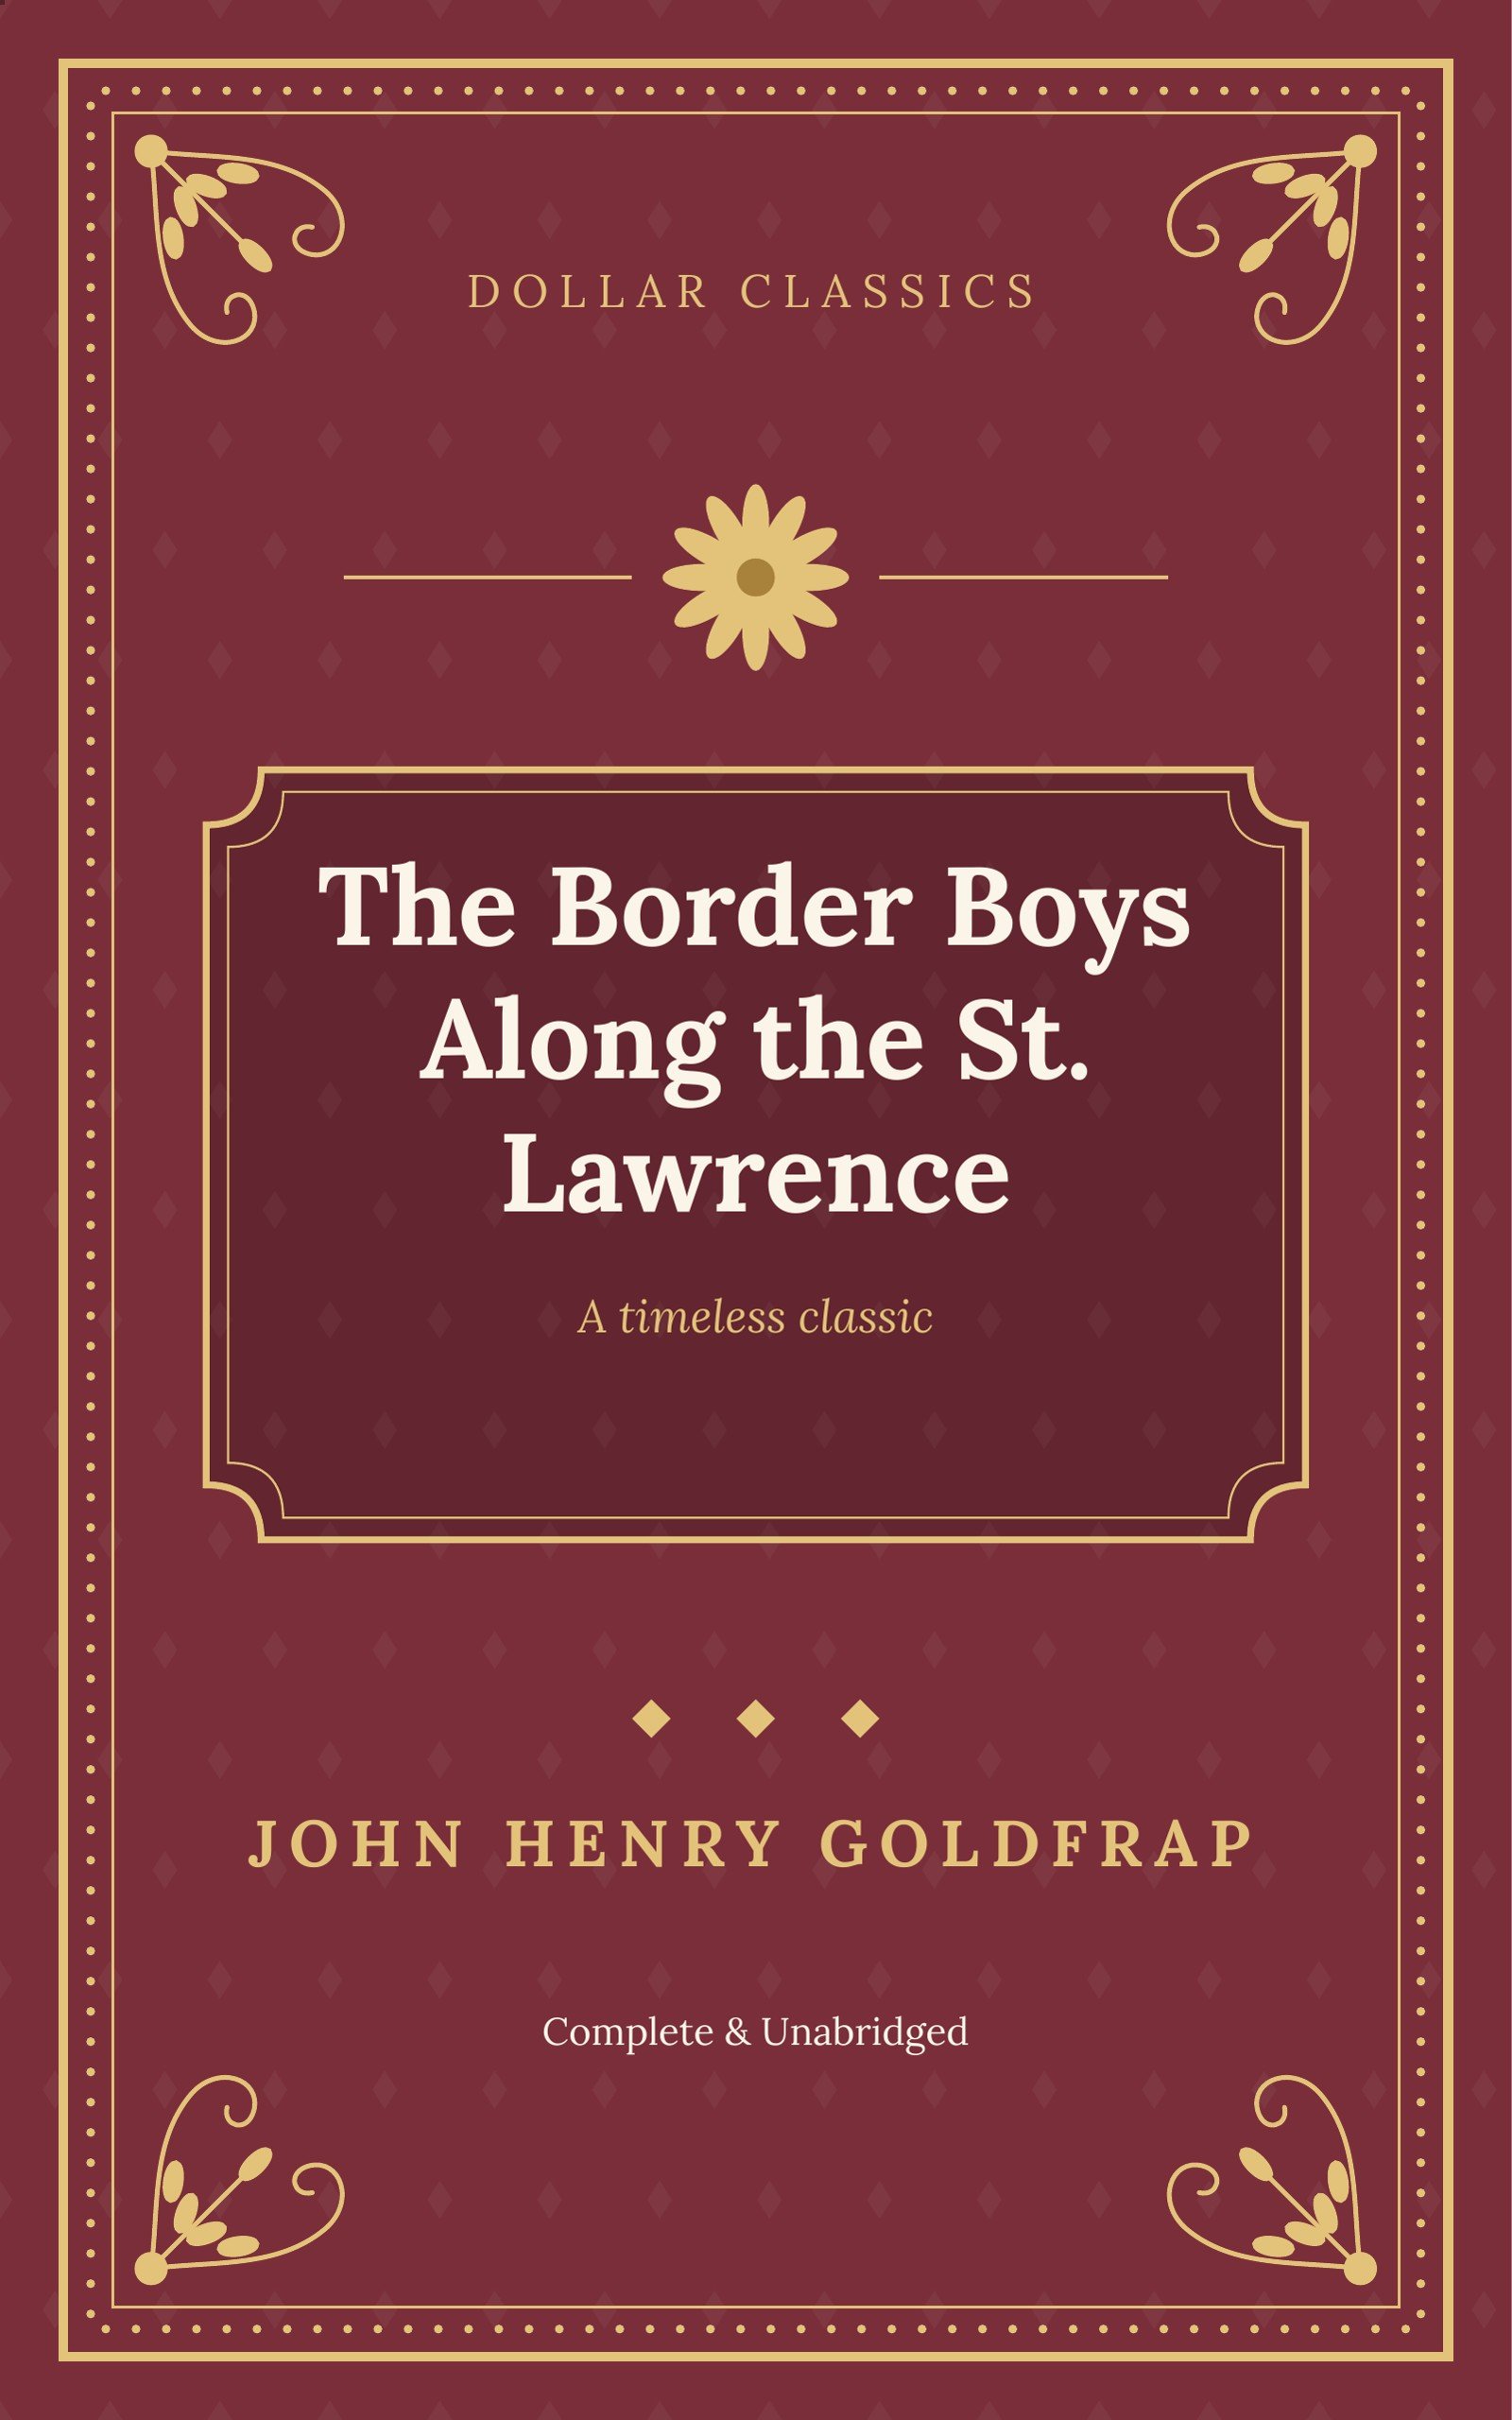 DOLLAR CLASSICS
The Border Boys
Along the St.
Lawrence
A timeless classic
JOHN HENRY GOLDFRAP
Complete & Unabridged